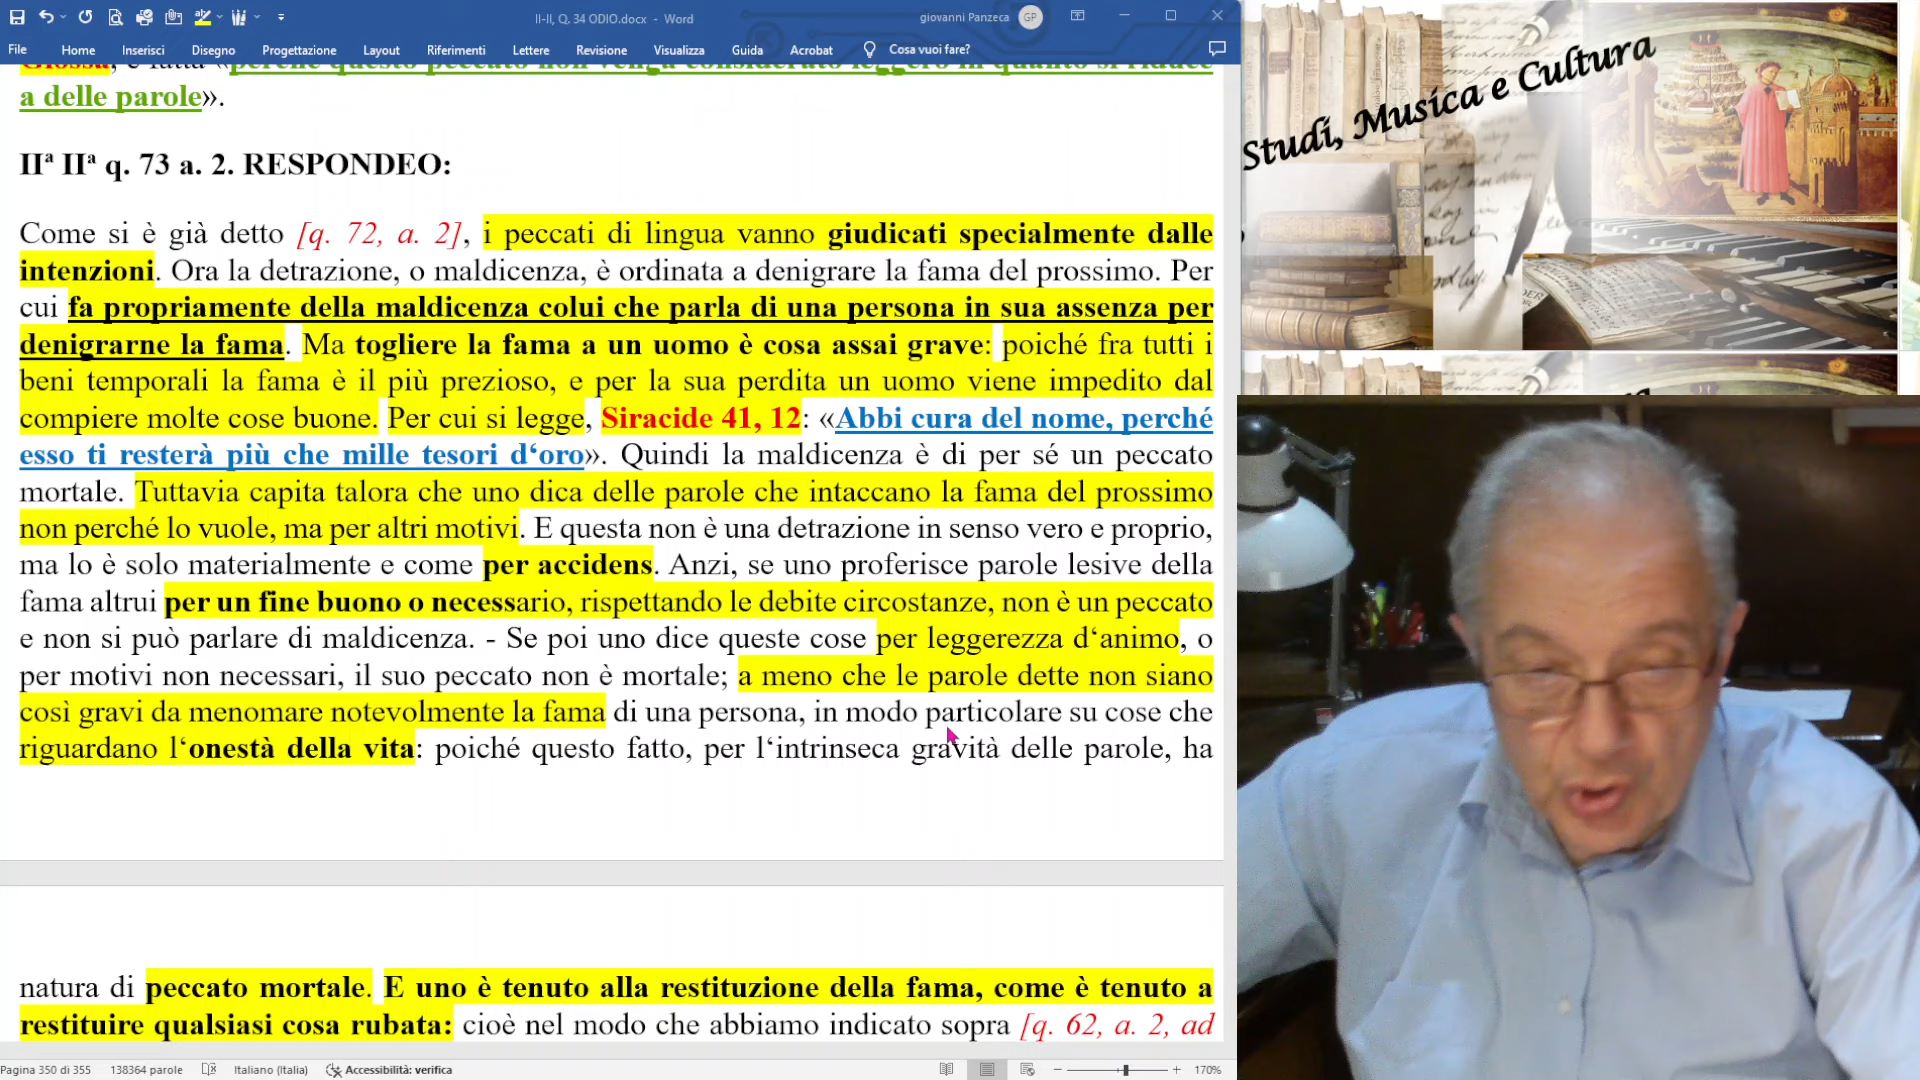 II-II, Q. 34 ODIO.docx - Word
giovanni Panzeca GP
File Home Inserisci Disegno Progettazione Layout Riferimenti Lettere Revisione Visualizza Guida Acrobat Cosa vuoi fare?
Glossa, è fatta «perché questo peccato non venga considerato leggero in quanto si riduce
a delle parole».
IIª IIª q. 73 a. 2. RESPONDEO:
Come si è già detto [q. 72, a. 2], i peccati di lingua vanno giudicati specialmente dalle
intenzioni. Ora la detrazione, o maldicenza, è ordinata a denigrare la fama del prossimo. Per
cui fa propriamente della maldicenza colui che parla di una persona in sua assenza per
denigrarne la fama. Ma togliere la fama a un uomo è cosa assai grave: poiché fra tutti i
beni temporali la fama è il più prezioso, e per la sua perdita un uomo viene impedito dal
compiere molte cose buone. Per cui si legge, Siracide 41, 12: «Abbi cura del nome, perché
esso ti resterà più che mille tesori d‘oro». Quindi la maldicenza è di per sé un peccato
mortale. Tuttavia capita talora che uno dica delle parole che intaccano la fama del prossimo
non perché lo vuole, ma per altri motivi. E questa non è una detrazione in senso vero e proprio,
ma lo è solo materialmente e come per accidens. Anzi, se uno proferisce parole lesive della
fama altrui per un fine buono o necessario, rispettando le debite circostanze, non è un peccato
e non si può parlare di maldicenza. - Se poi uno dice queste cose per leggerezza d‘animo, o
per motivi non necessari, il suo peccato non è mortale; a meno che le parole dette non siano
così gravi da menomare notevolmente la fama di una persona, in modo particolare su cose che
riguardano l‘onestà della vita: poiché questo fatto, per l‘intrinseca gravità delle parole, ha
natura di peccato mortale. E uno è tenuto alla restituzione della fama, come è tenuto a
restituire qualsiasi cosa rubata: cioè nel modo che abbiamo indicato sopra [q. 62, a. 2, ad
Pagina 350 di 355 138364 parole Italiano (Italia) Accessibilità: verifica 170%
Studi, Musica e Cultura